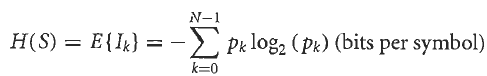 H(S) = E{I_k} = −∑_{k=0}^{N−1} p_k log_2 (p_k) (bits per symbol)